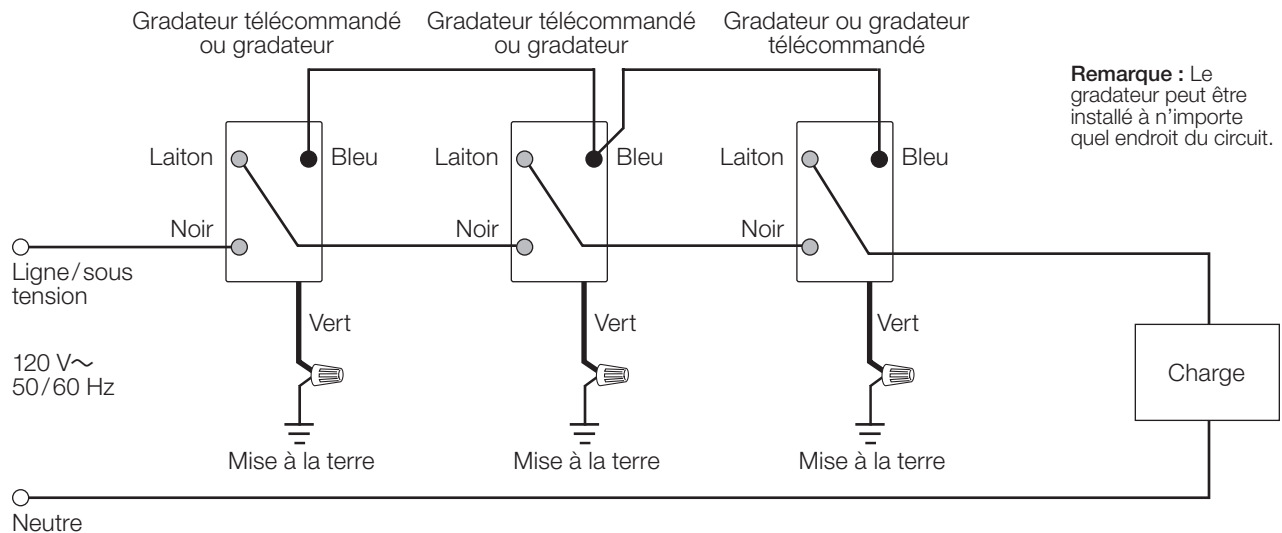 Gradateur télécommandé
ou gradateur
Gradateur télécommandé
ou gradateur
Gradateur ou gradateur
télécommandé
Remarque : Le
gradateur peut être
installé à n’importe
quel endroit du circuit.
Laiton
Bleu
Laiton
Bleu
Laiton
Bleu
Noir
Noir
Noir
Ligne/sous
tension
Vert
Vert
Vert
120 V~
50/60 Hz
Charge
Mise à la terre
Mise à la terre
Mise à la terre
Neutre